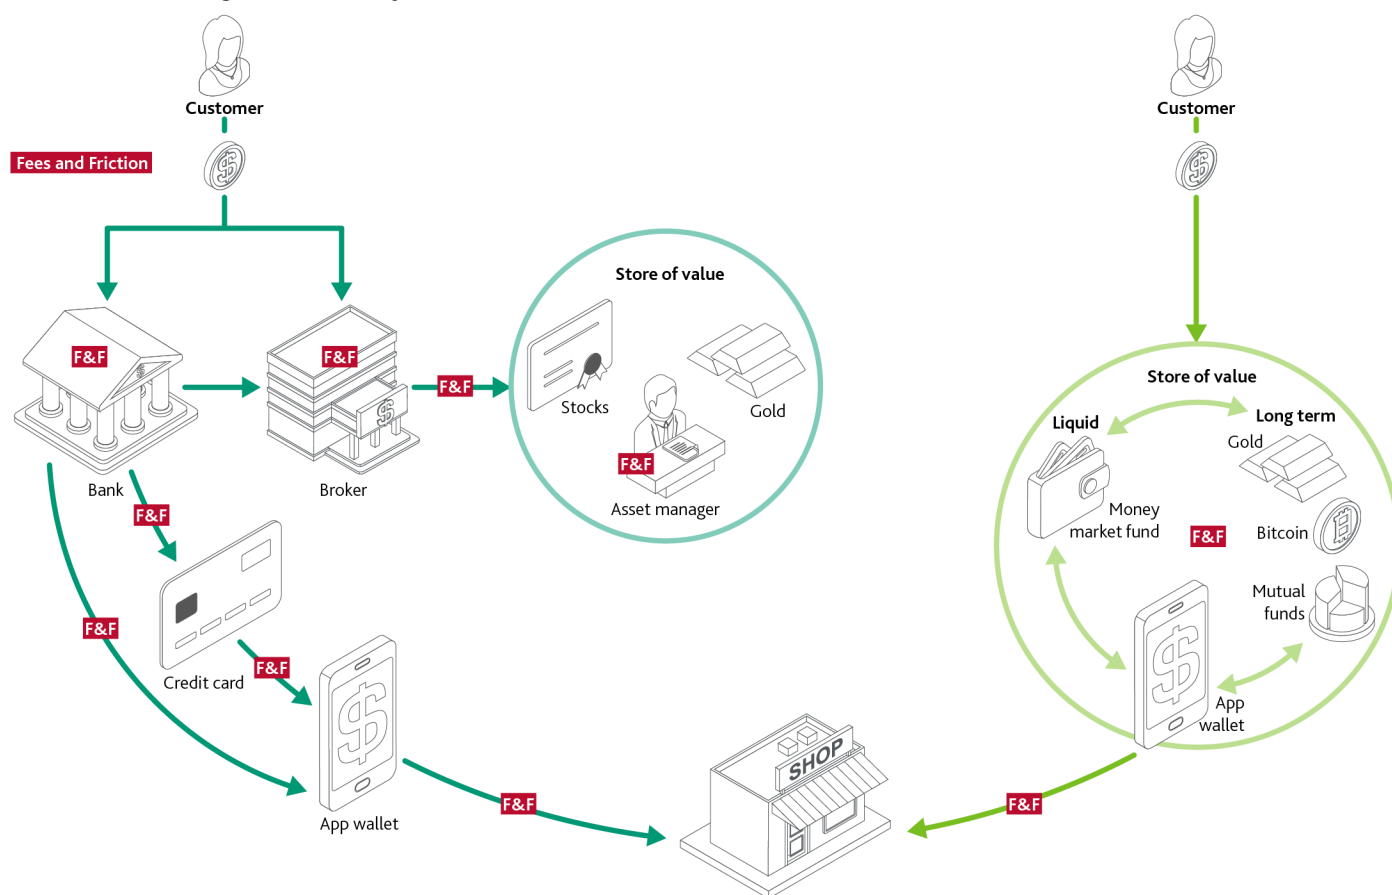 Customer
Fees and Friction
$
F&F
Bank
F&F
$
Broker
F&F
Store of value
Stocks
Gold
F&F
Asset manager
F&F
Credit card
F&F
F&F
$
App wallet
F&F
SHOP
Customer
$
Store of value
Liquid
Long term
Gold
Money
market fund
F&F
Bitcoin
Mutual
funds
$
App
wallet
F&F